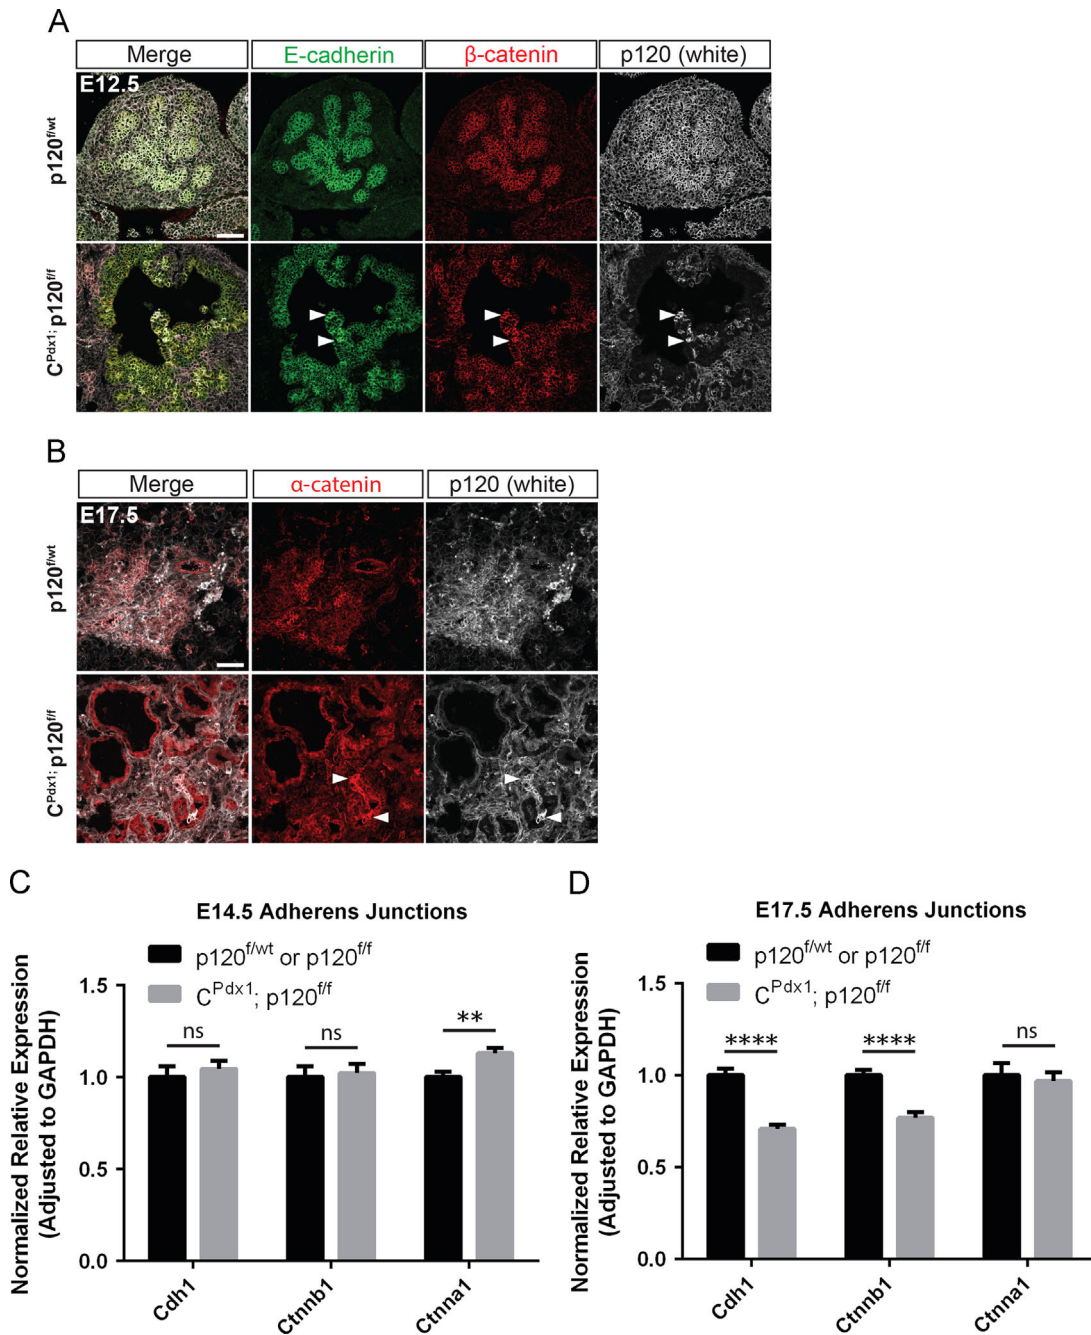 A
Merge E-cadherin β-catenin p120 (white)
E12.5
p120f/wt
CPdx1; p120f/f
B
Merge α-catenin p120 (white)
E17.5
p120f/wt
CPdx1; p120f/f
C
E14.5 Adherens Junctions
p120f/wt or p120f/f
CPdx1; p120f/f
Normalized Relative Expression
(Adjusted to GAPDH)
1.5
1.0
0.5
0.0
ns
ns
**
Cdh1
Ctnnb1
Ctnna1
D
E17.5 Adherens Junctions
p120f/wt or p120f/f
CPdx1; p120f/f
Normalized Relative Expression
(Adjusted to GAPDH)
1.5
1.0
0.5
0.0
****
****
ns
Cdh1
Ctnnb1
Ctnna1